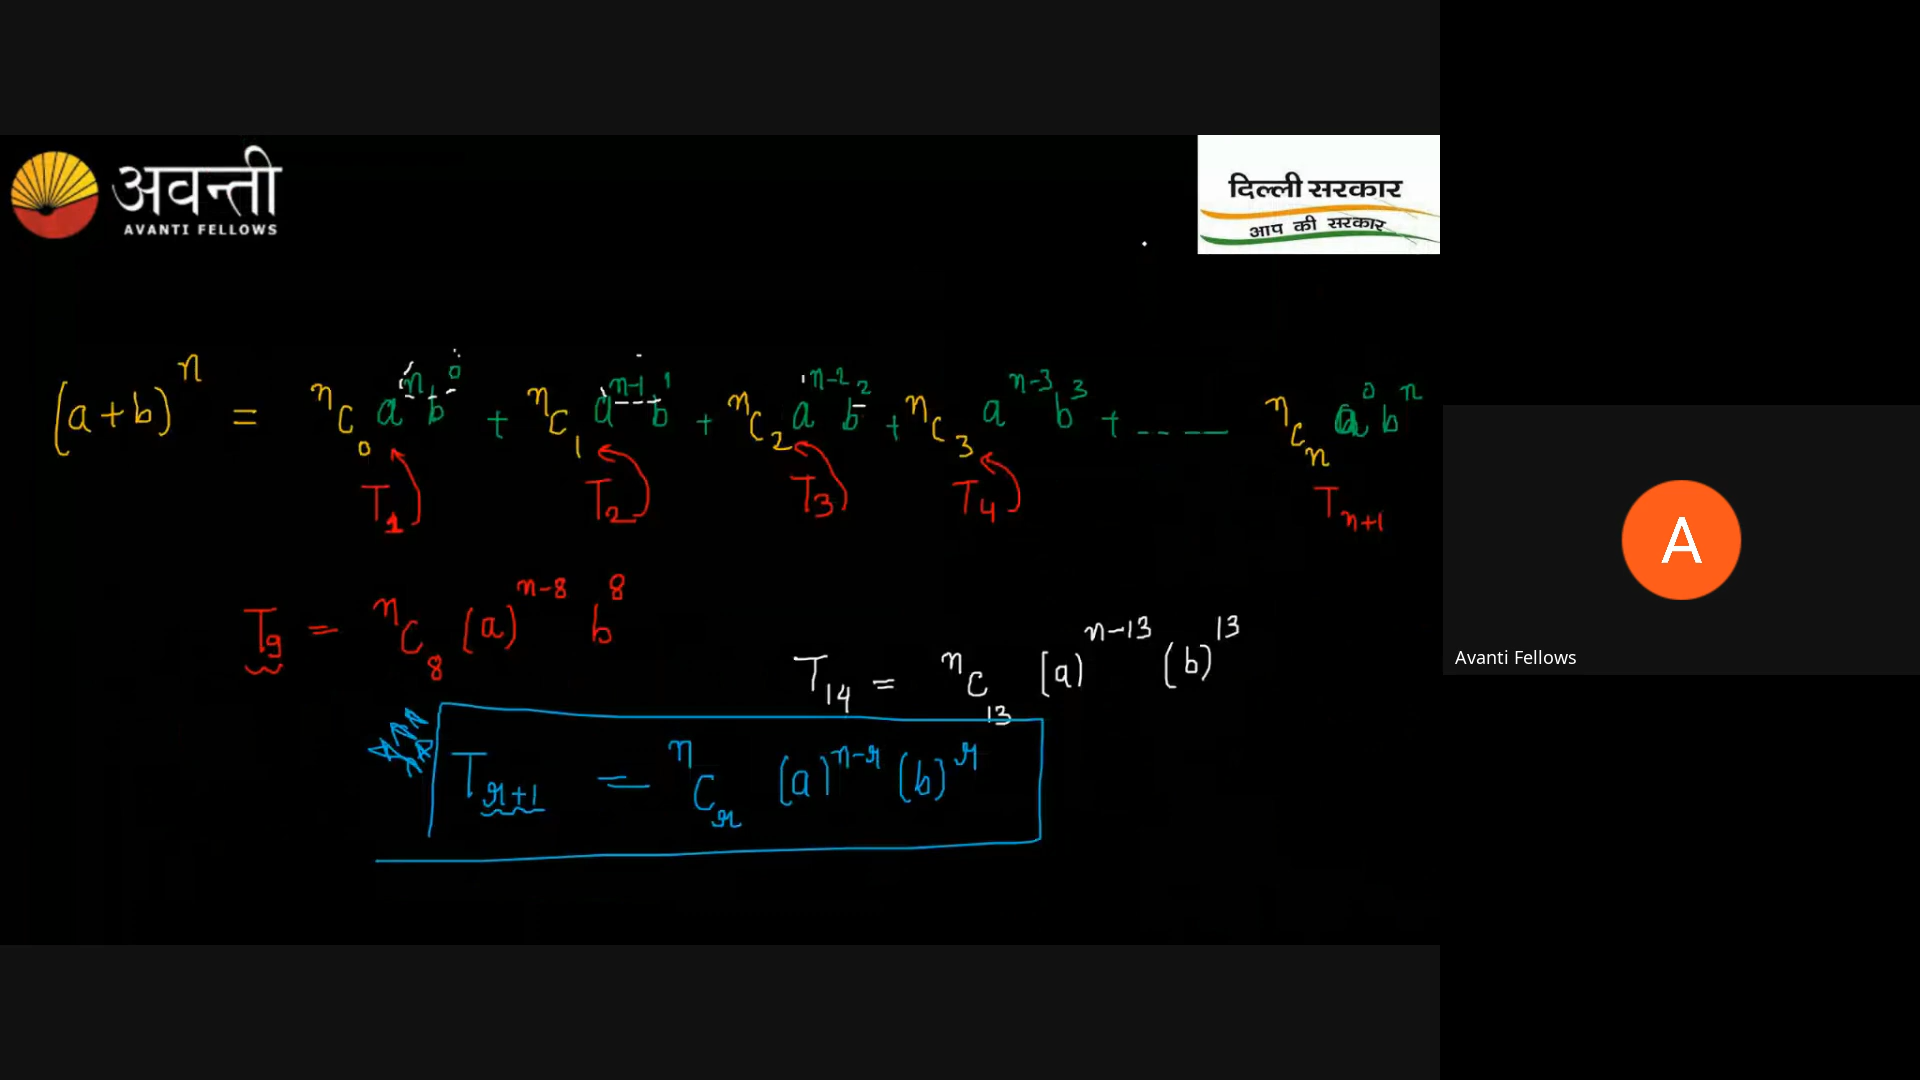 अवन्ती
AVANTI FELLOWS
दिल्ली सरकार
आप की सरकार
(a+b)^n = nC0 a^n b^0 + nC1 a^n-1 b^1 + nC2 a^n-2 b^2 + nC3 a^n-3 b^3 + ---- nCn a^0 b^n
T1 T2 T3 T4 Tn+1
T9 = nC8 (a)^n-8 b^8
T14 = nC13 (a)^n-13 (b)^13
Tr+1 = nCr (a)^n-r (b)^r
A
Avanti Fellows